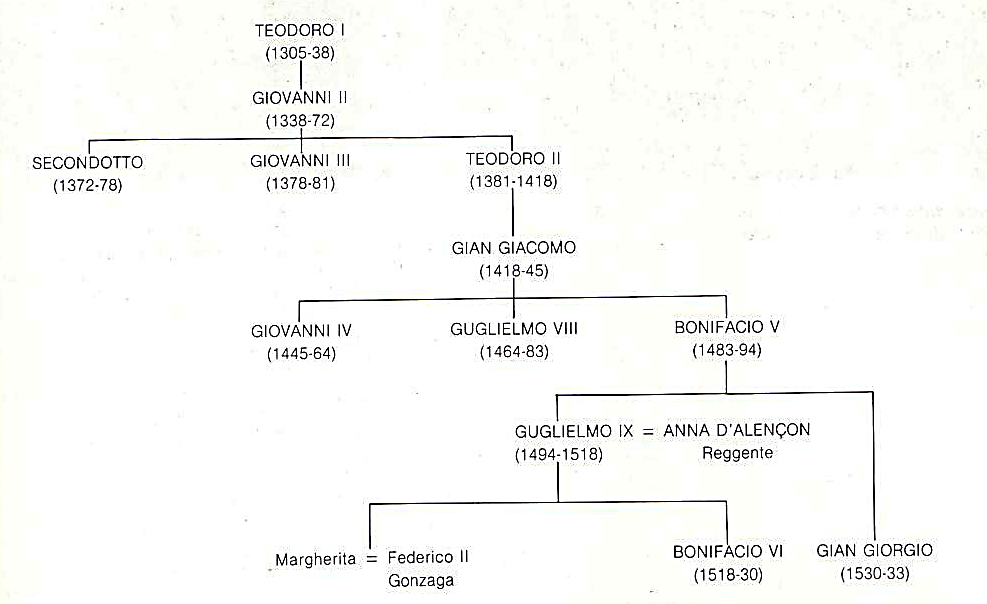 TEODORO I
(1305-38)
GIOVANNI II
(1338-72)
SECONDOTTO
(1372-78)
GIOVANNI III
(1378-81)
TEODORO II
(1381-1418)
GIAN GIACOMO
(1418-45)
GIOVANNI IV
(1445-64)
GUGLIELMO VIII
(1464-83)
BONIFACIO V
(1483-94)
GUGLIELMO IX = ANNA D'ALENÇON
(1494-1518) Reggente
Margherita = Federico II
Gonzaga
BONIFACIO VI
(1518-30)
GIAN GIORGIO
(1530-33)